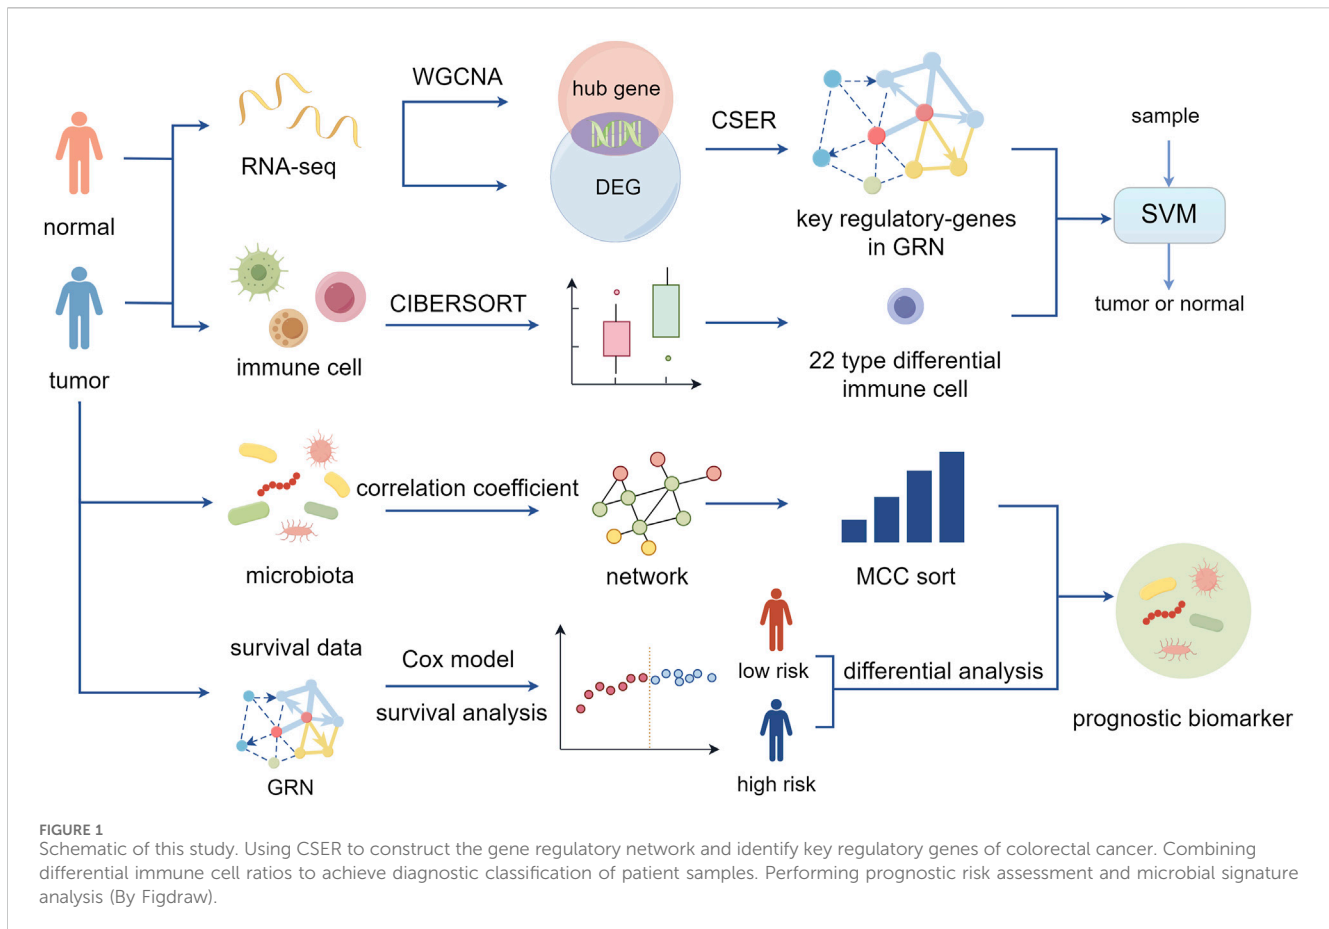 normal
tumor
RNA-seq
WGCNA
hub gene
DEG
CSER
key regulatory-genes
in GRN
sample
SVM
tumor or normal
immune cell
CIBERSORT
22 type differential
immune cell
microbiota
correlation coefficient
network
MCC sort
survival data
GRN
Cox model
survival analysis
low risk
high risk
differential analysis
prognostic biomarker
FIGURE 1
Schematic of this study. Using CSER to construct the gene regulatory network and identify key regulatory genes of colorectal cancer. Combining
differential immune cell ratios to achieve diagnostic classification of patient samples. Performing prognostic risk assessment and microbial signature
analysis (By Figdraw).